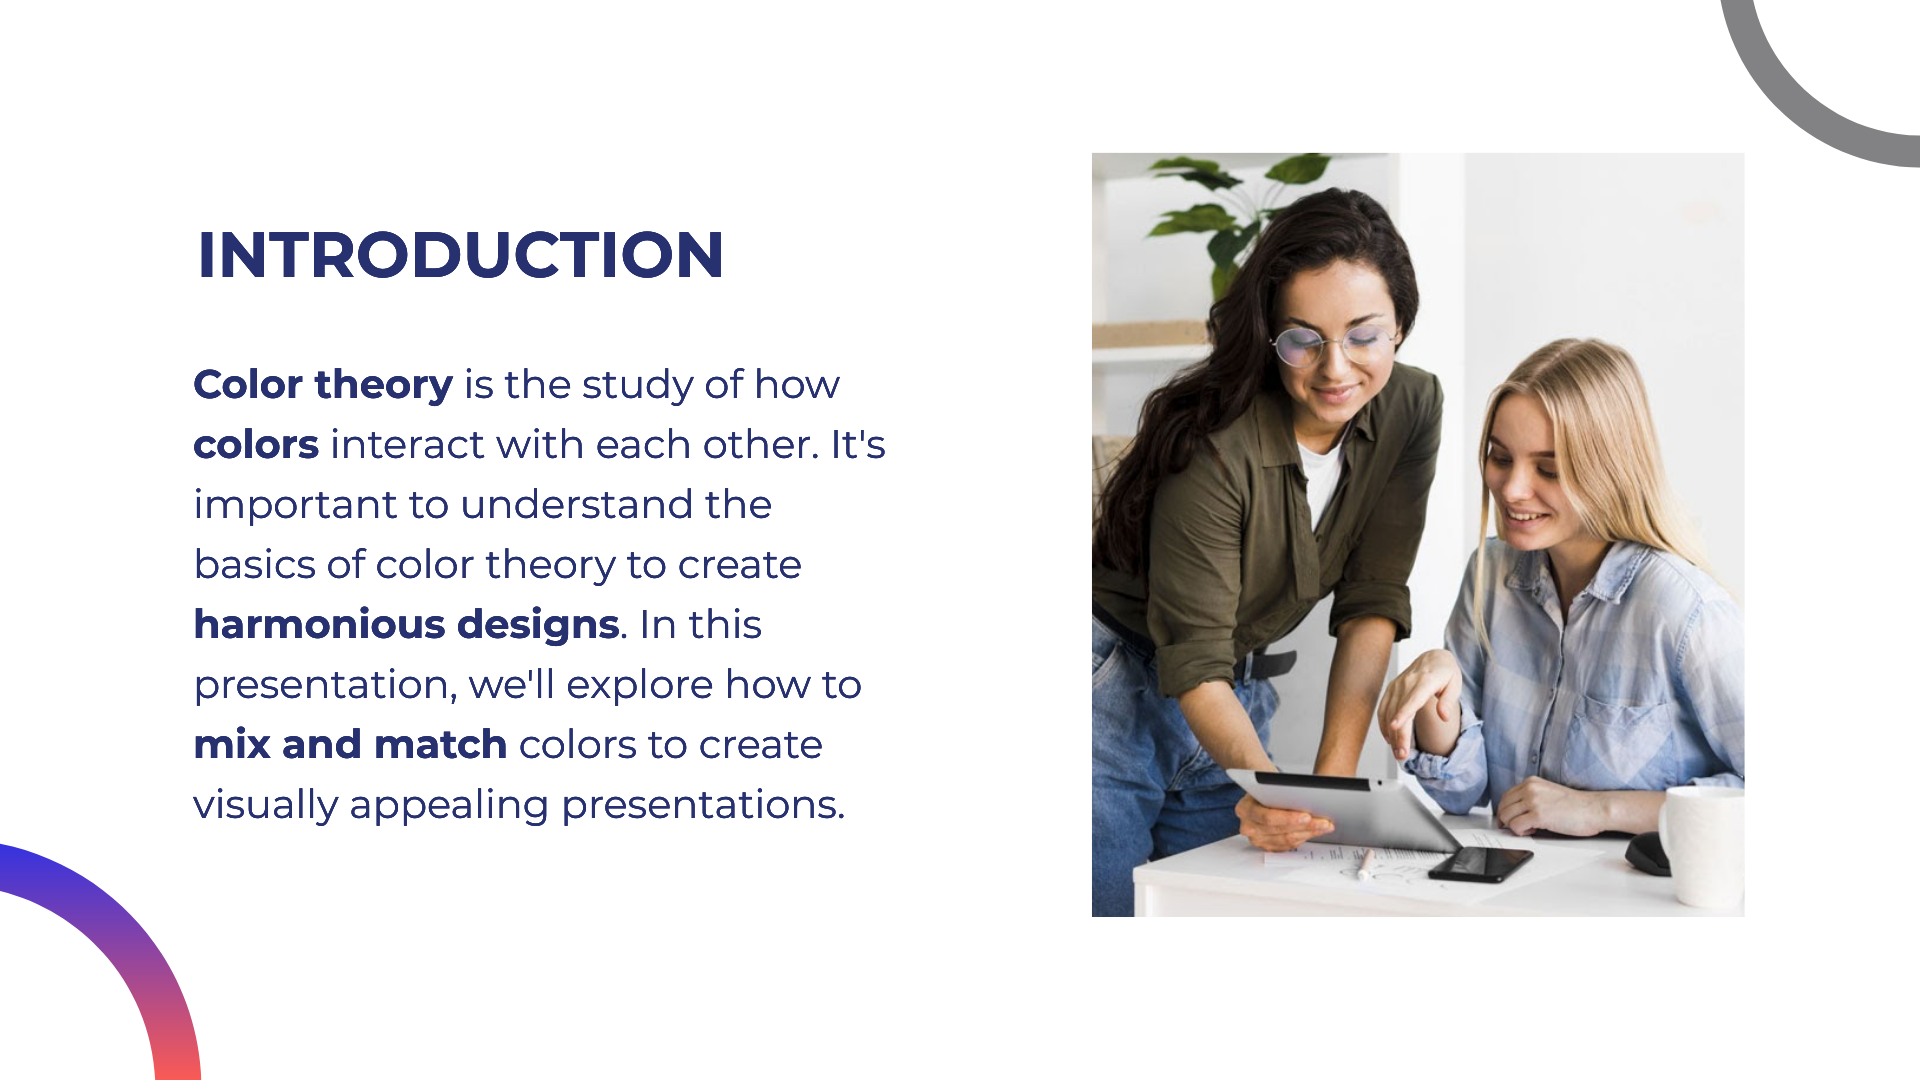 INTRODUCTION
Color theory is the study of how
colors interact with each other. It's
important to understand the
basics of color theory to create
harmonious designs. In this
presentation, we'll explore how to
mix and match colors to create
visually appealing presentations.